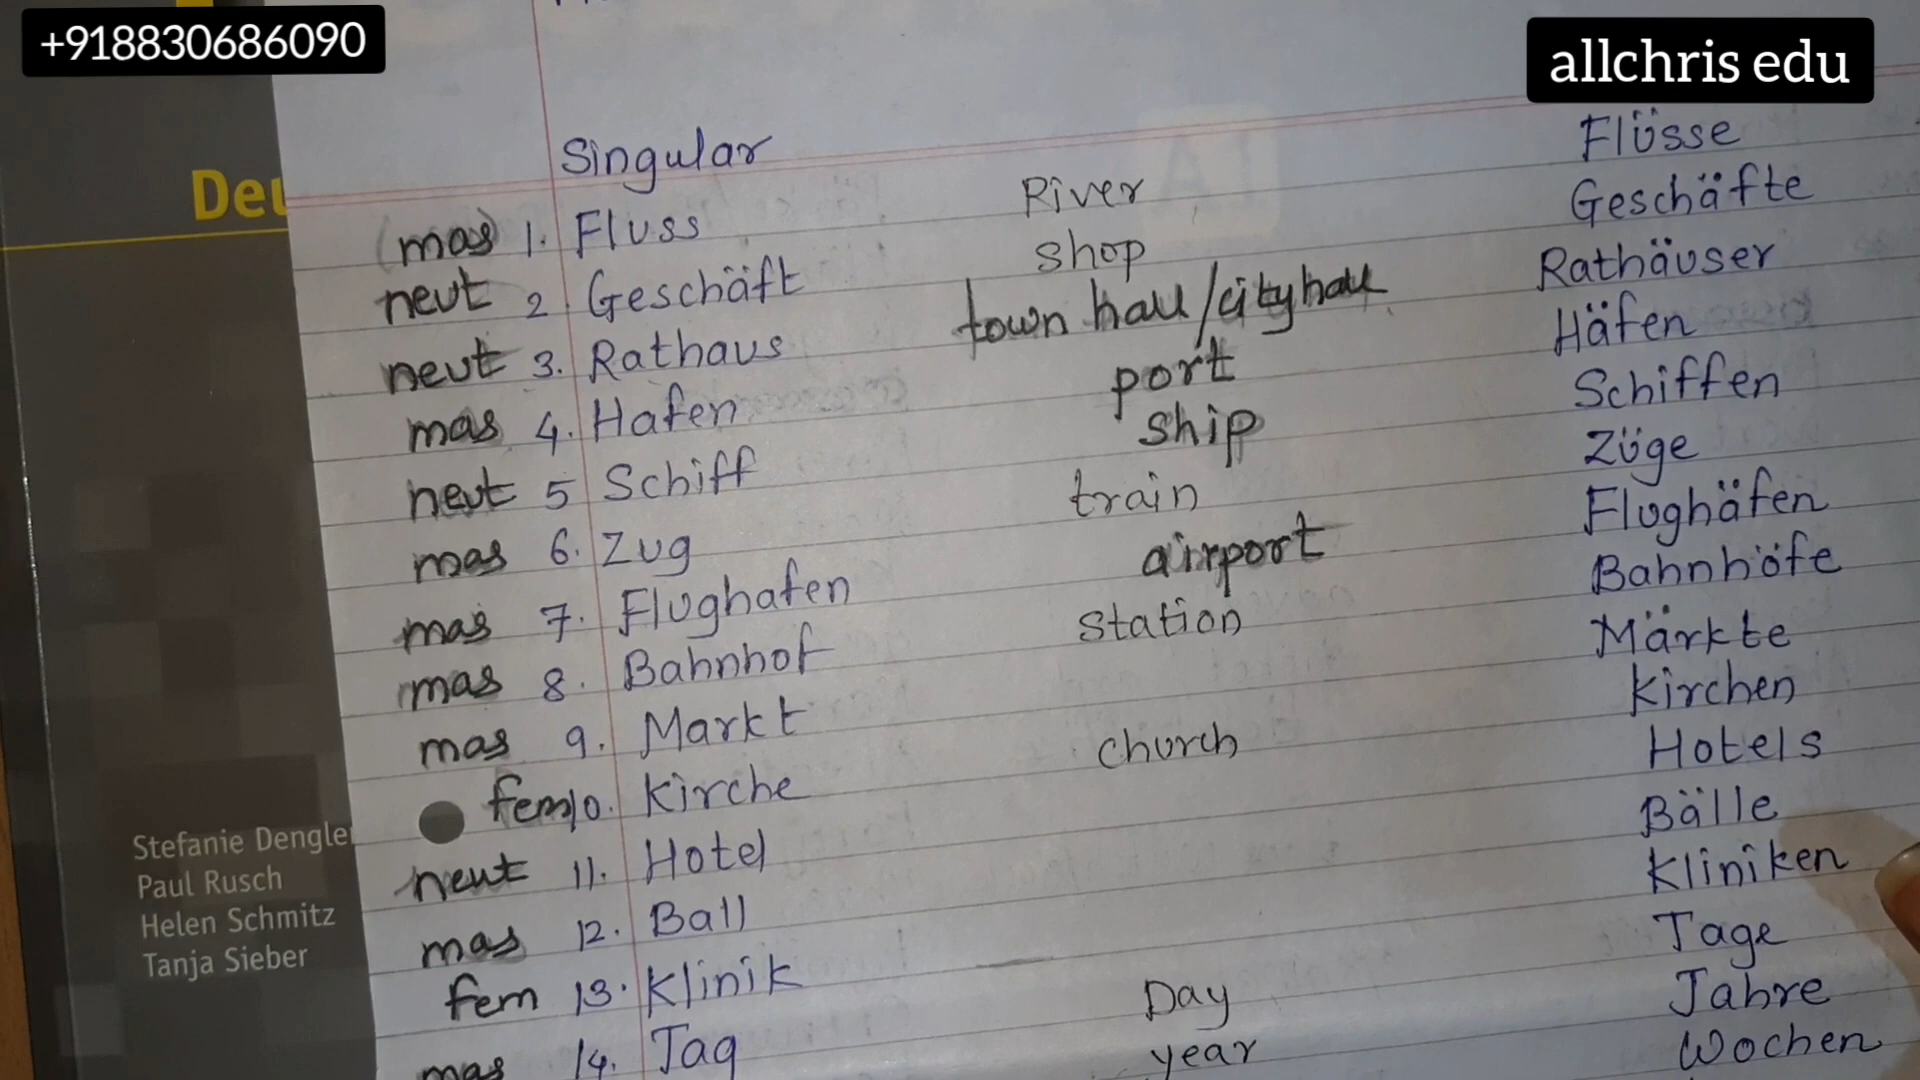 +918830686090
allchris edu
Singular
(mas) 1. Fluss River Flüsse
neut 2. Geschäft shop Geschäfte
neut 3. Rathaus town hall/cityhall Rathäuser
mas 4. Hafen port Häfen
neut 5 Schiff ship Schiffen
mas 6. Zug train Züge
mas 7. Flughafen airport Flughäfen
mas 8. Bahnhof station Bahnhöfe
mas 9. Markt Märkte
fem 10. Kirche church Kirchen
neut 11. Hotel Hotels
mas 12. Ball Bälle
fem 13. Klinik Kliniken
mas 14. Tag Day Tage
year Jahre
Wochen
Deu
Stefanie Dengler
Paul Rusch
Helen Schmitz
Tanja Sieber